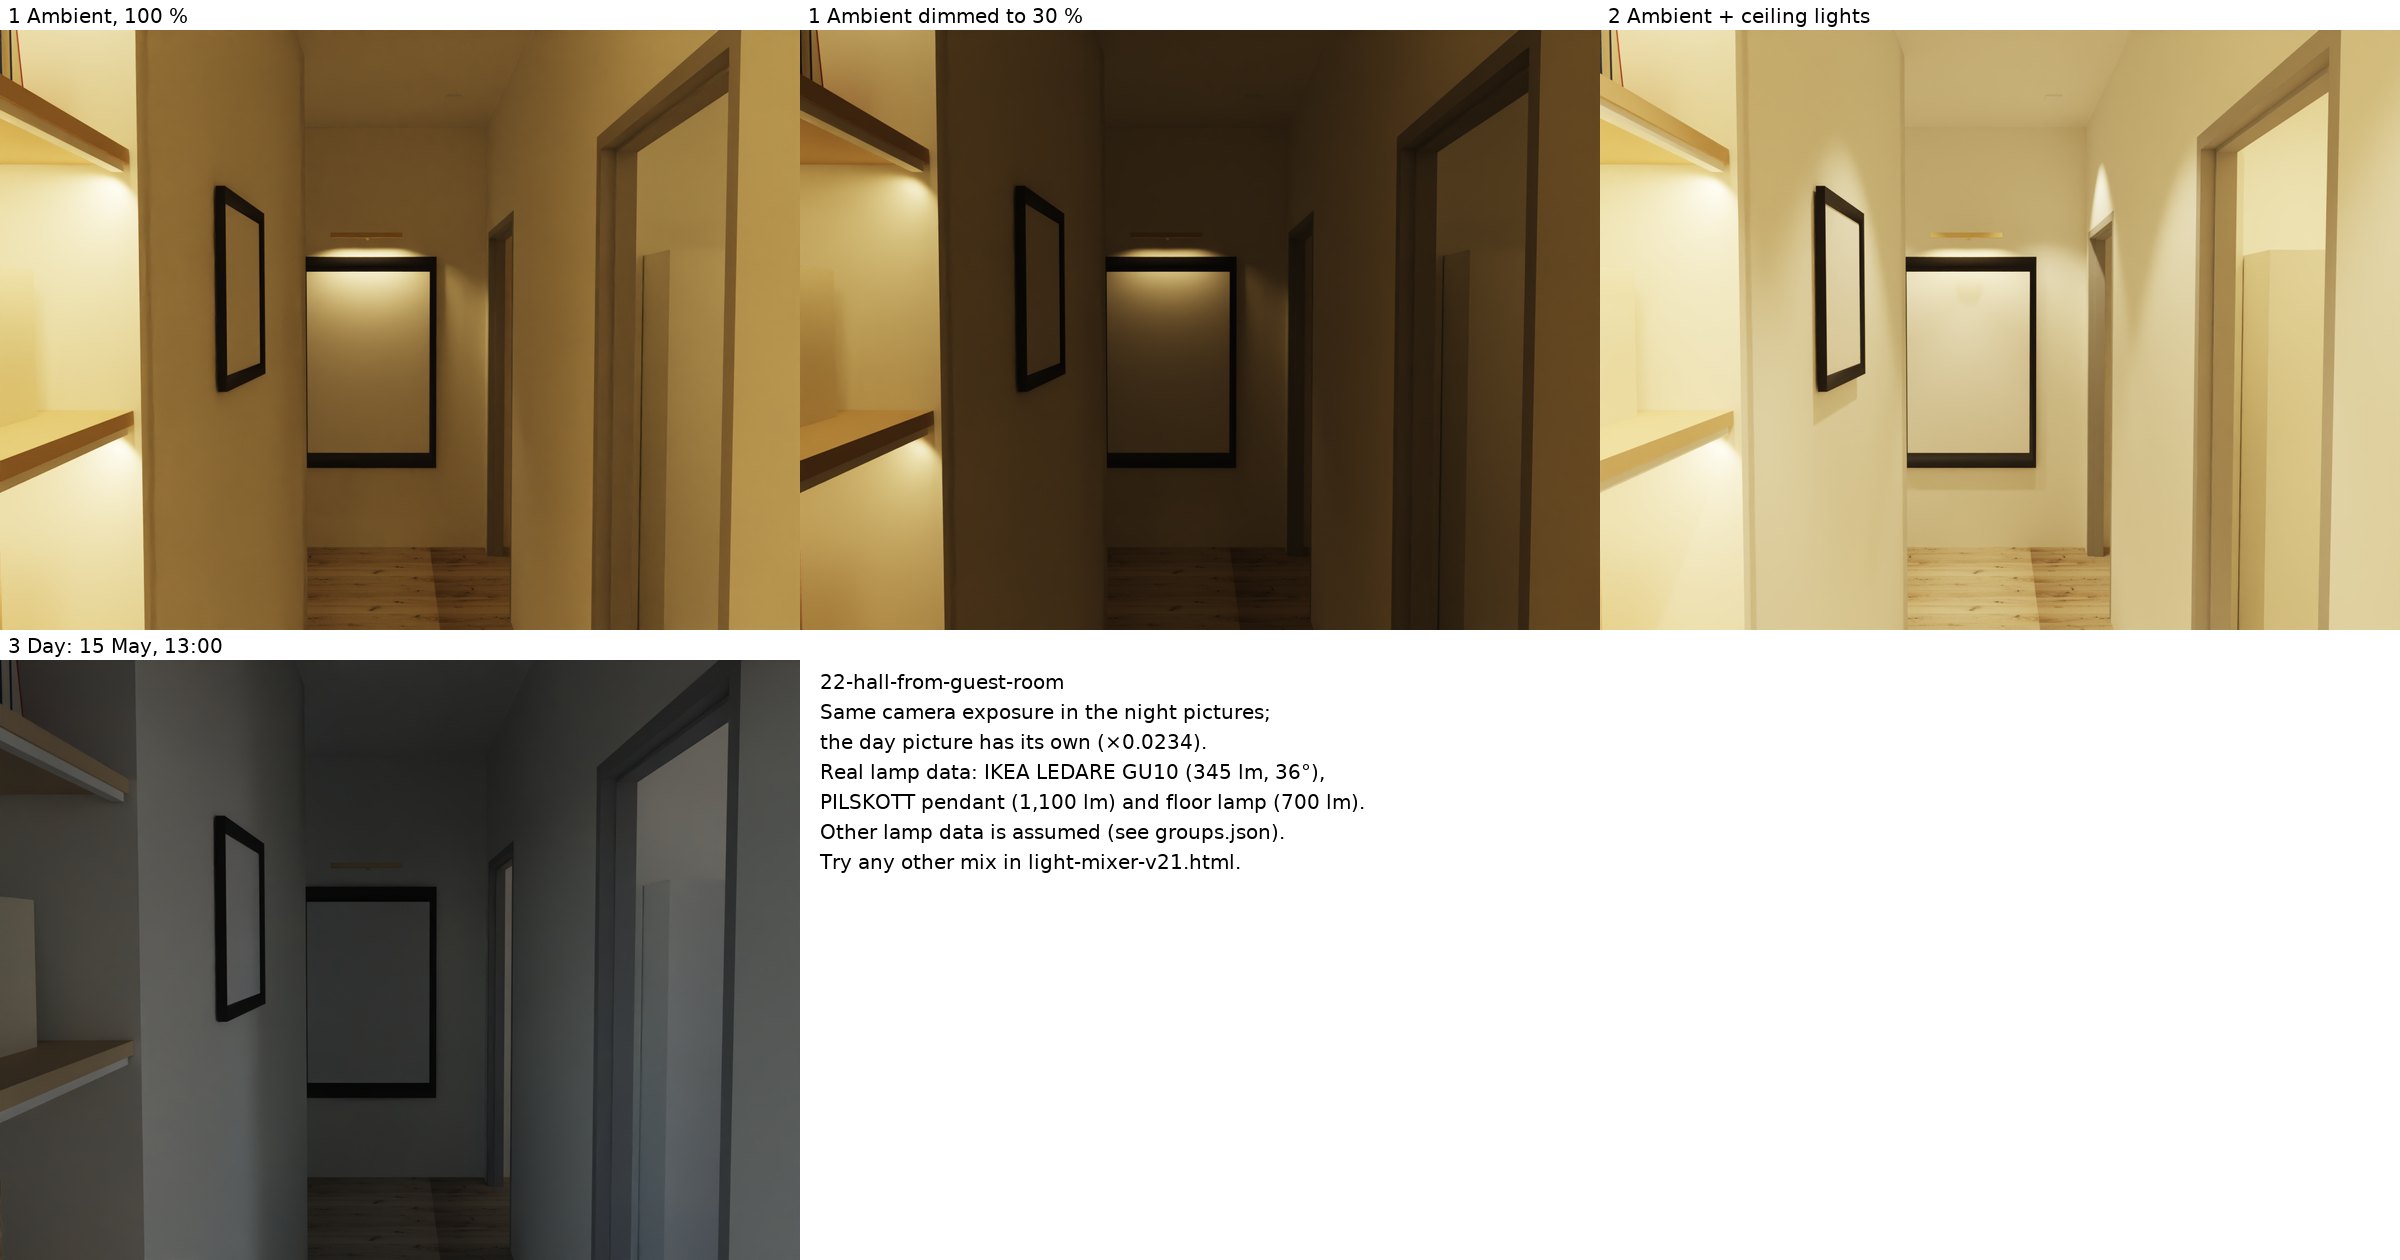 1 Ambient, 100 %
1 Ambient dimmed to 30 %
2 Ambient + ceiling lights
3 Day: 15 May, 13:00
22-hall-from-guest-room
Same camera exposure in the night pictures;
the day picture has its own (×0.0234).
Real lamp data: IKEA LEDARE GU10 (345 lm, 36°),
PILSKOTT pendant (1,100 lm) and floor lamp (700 lm).
Other lamp data is assumed (see groups.json).
Try any other mix in light-mixer-v21.html.